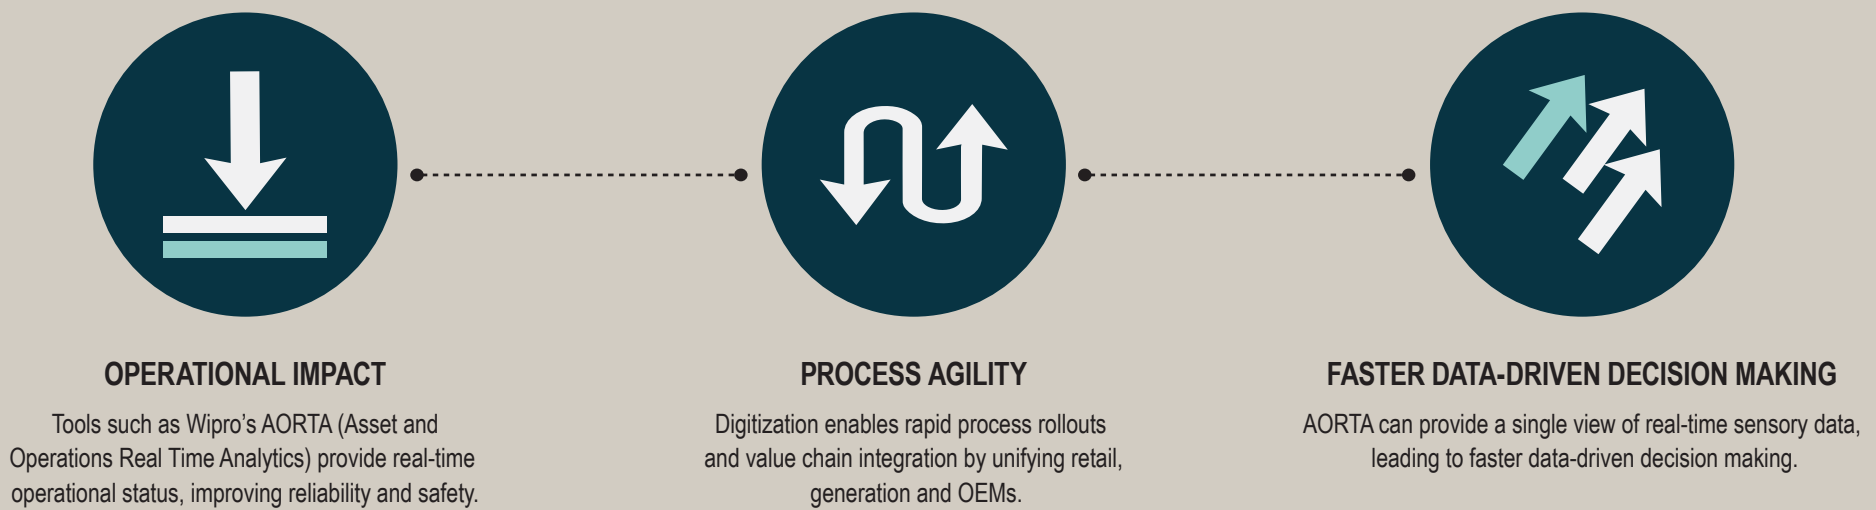 OPERATIONAL IMPACT
Tools such as Wipro’s AORTA (Asset and
Operations Real Time Analytics) provide real-time
operational status, improving reliability and safety.
PROCESS AGILITY
Digitization enables rapid process rollouts
and value chain integration by unifying retail,
generation and OEMs.
FASTER DATA-DRIVEN DECISION MAKING
AORTA can provide a single view of real-time sensory data,
leading to faster data-driven decision making.